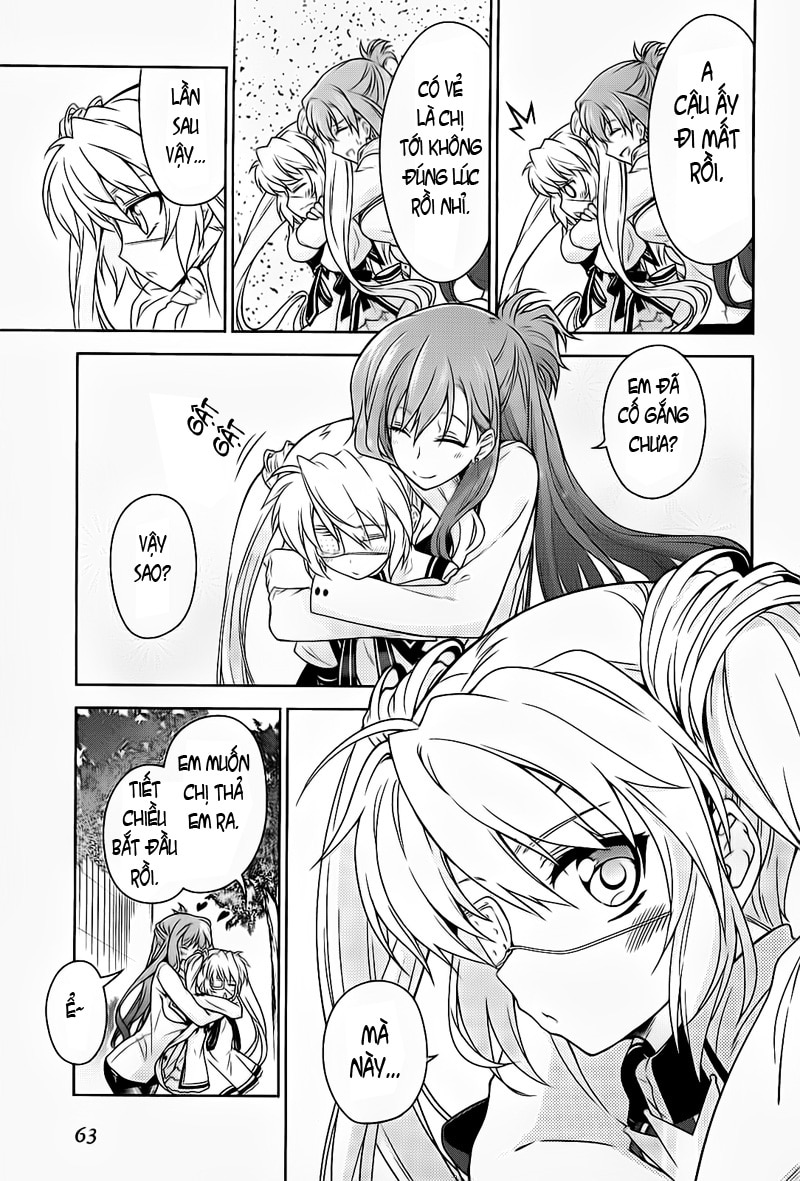 A
CẬU ẤY
ĐI MẤT
RỒI.
CÓ VẺ
LÀ CHỊ
TỚI KHÔNG
ĐÚNG LÚC
RỒI NHỈ.
LẦN
SAU
VẬY...
EM ĐÃ
CỐ GẮNG
CHƯA?
GẬT
GẬT
VẬY
SAO?
MÀ
NÀY...
EM MUỐN
CHỊ THẢ
EM RA.
TIẾT
CHIỀU
BẮT ĐẦU
RỒI.
Ể~
63